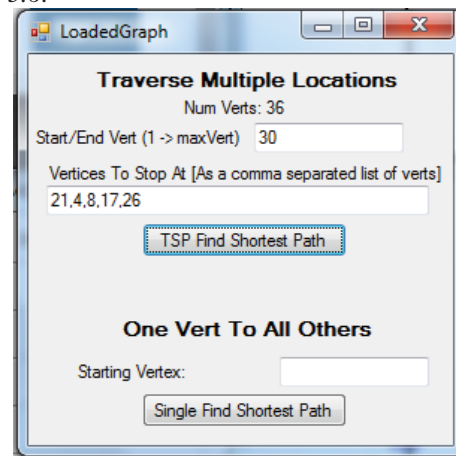 LoadedGraph
Traverse Multiple Locations
Num Verts: 36
Start/End Vert (1 -> maxVert) 30
Vertices To Stop At [As a comma separated list of verts]
21,4,8,17,26
TSP Find Shortest Path
One Vert To All Others
Starting Vertex:
Single Find Shortest Path